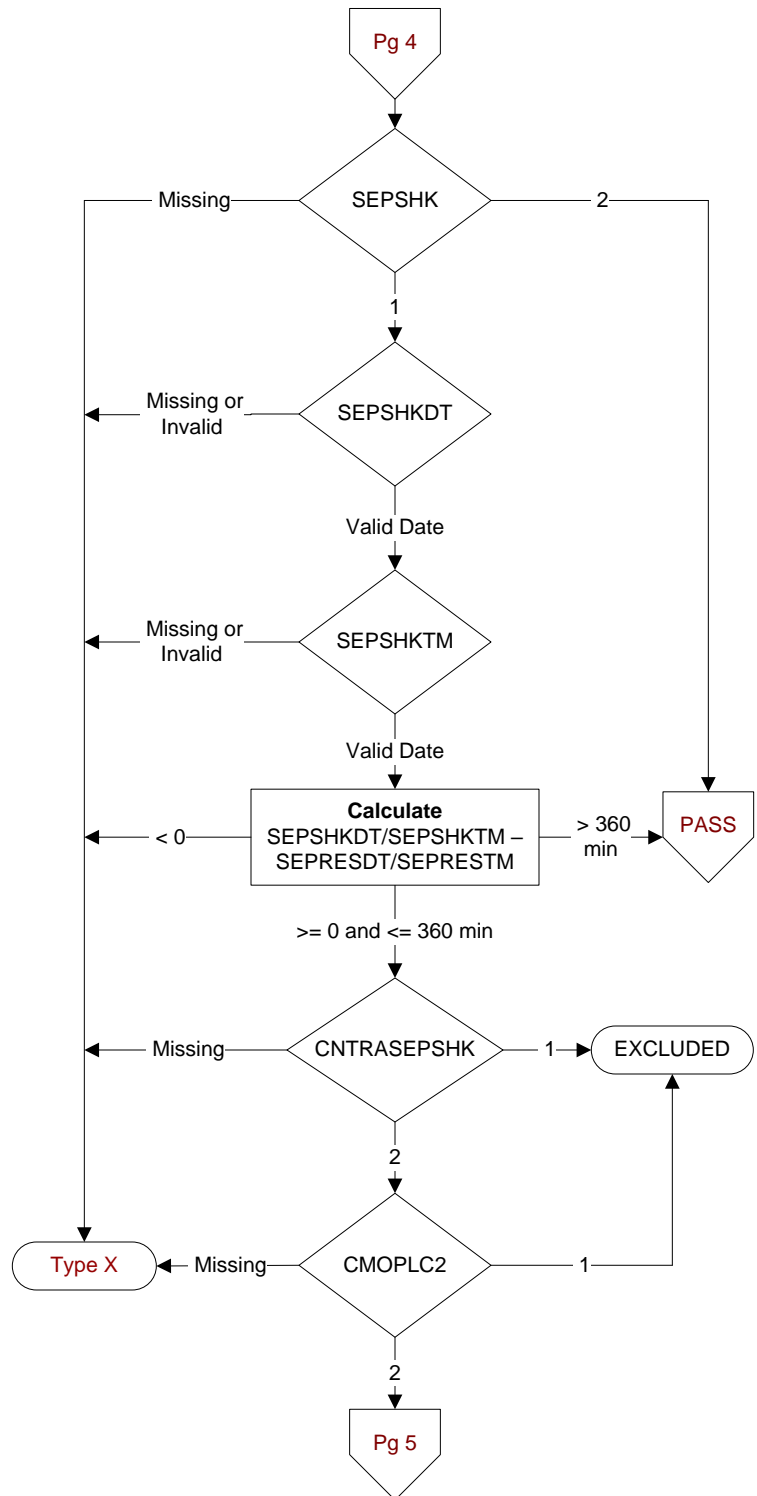 Pg 4
SEPSHK
Missing
2
1
SEPSHKDT
Missing or
Invalid
Valid Date
SEPSHKTM
Missing or
Invalid
Valid Date
Calculate
SEPSHKDT/SEPSHKTM –
SEPRESDT/SEPRESTM
< 0
> 360
min
PASS
>= 0 and <= 360 min
CNTRASEPSHK
Missing
1
EXCLUDED
2
Type X
Missing
CMOPLC2
1
2
Pg 5